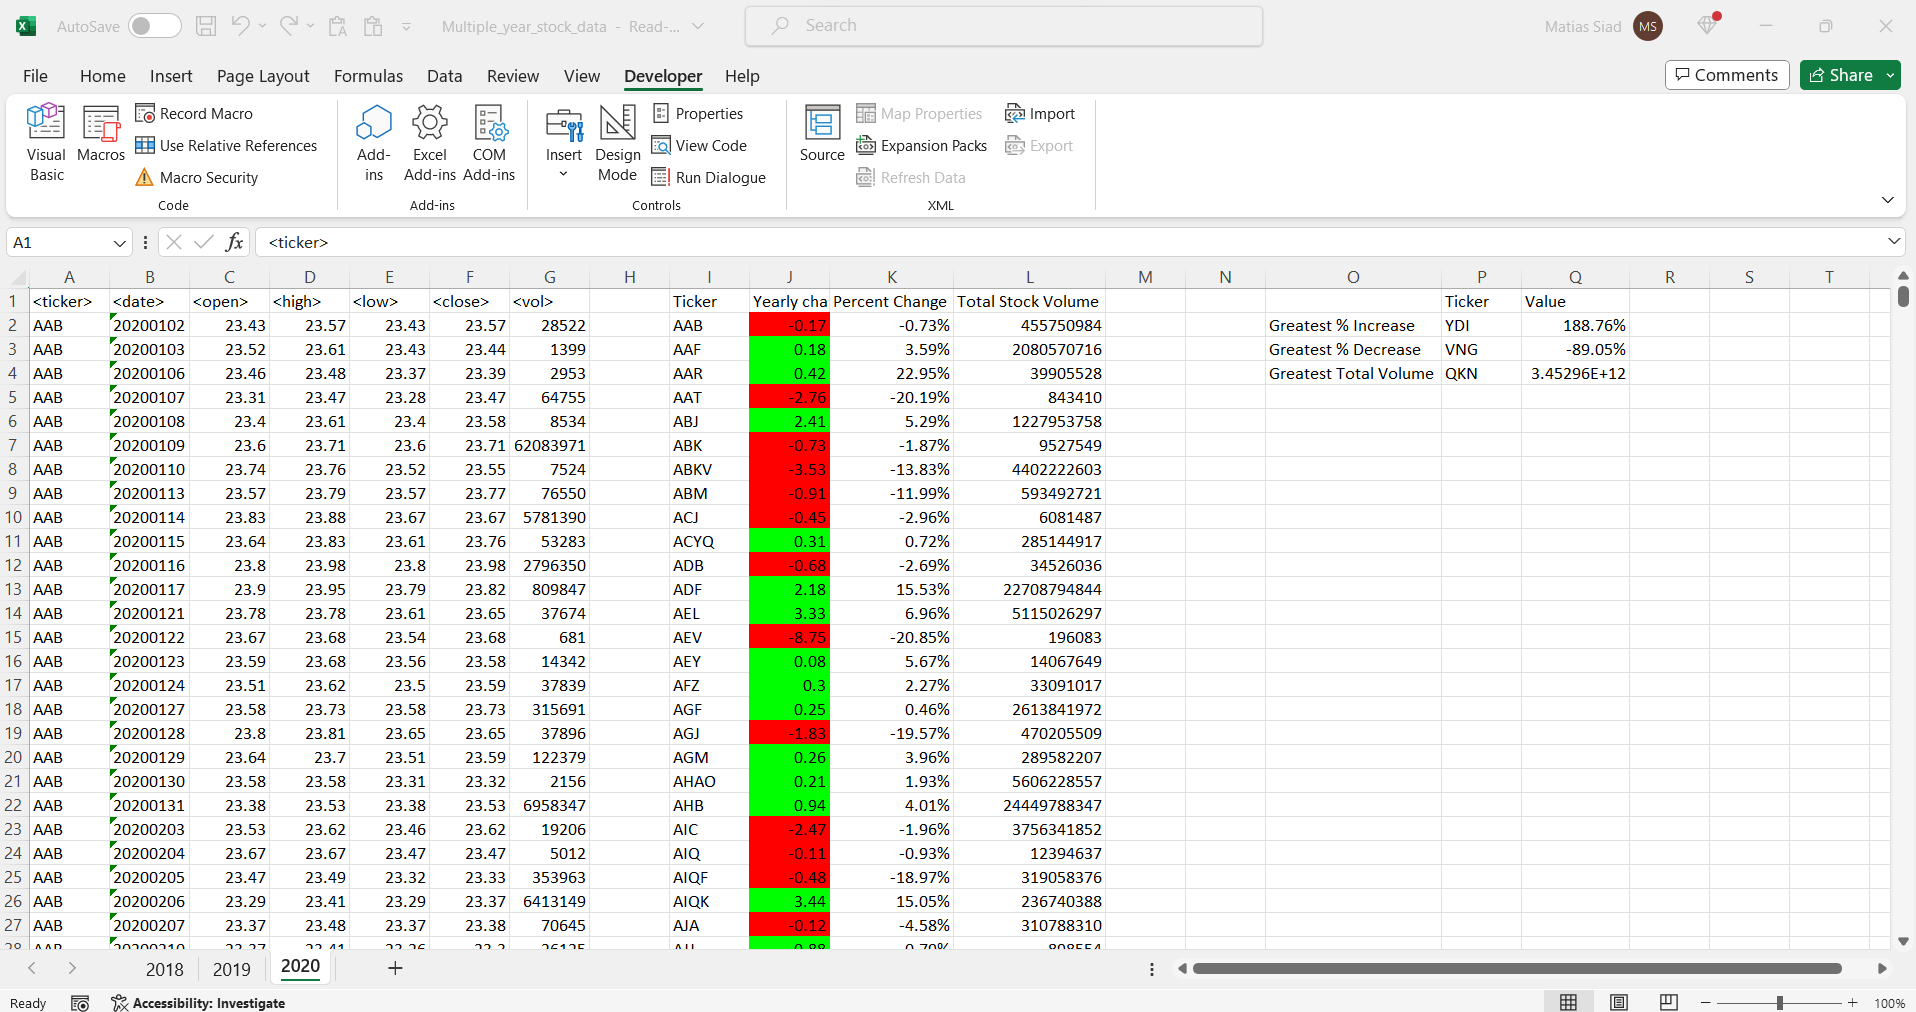 AutoSave Multiple_year_stock_data - Read-... Search Matias Siad MS
File Home Insert Page Layout Formulas Data Review View Developer Help Comments Share
Visual Basic
Macros
Record Macro
Use Relative References
Macro Security
Code
Add-ins
Excel Add-ins
COM Add-ins
Add-ins
Insert
Design Mode
Properties
View Code
Run Dialogue
Controls
Source
Map Properties
Expansion Packs
Refresh Data
Import
Export
XML
A1 fx <ticker>
A B C D E F G H I J K L M N O P Q R S T
1 <ticker> <date> <open> <high> <low> <close> <vol> Ticker Yearly cha Percent Change Total Stock Volume Ticker Value
2 AAB 20200102 23.43 23.57 23.43 23.57 28522 AAB -0.17 -0.73% 455750984 Greatest % Increase YDI 188.76%
3 AAB 20200103 23.52 23.61 23.43 23.44 1399 AAF 0.18 3.59% 2080570716 Greatest % Decrease VNG -89.05%
4 AAB 20200106 23.46 23.48 23.37 23.39 2953 AAR 0.42 22.95% 39905528 Greatest Total Volume QKN 3.45296E+12
5 AAB 20200107 23.31 23.47 23.28 23.47 64755 AAT -2.76 -20.19% 843410
6 AAB 20200108 23.4 23.61 23.4 23.58 8534 ABJ 2.41 5.29% 1227953758
7 AAB 20200109 23.6 23.71 23.6 23.71 62083971 ABK -0.73 -1.87% 9527549
8 AAB 20200110 23.74 23.76 23.52 23.55 7524 ABKV -3.53 -13.83% 4402222603
9 AAB 20200113 23.57 23.79 23.57 23.77 76550 ABM -0.91 -11.99% 593492721
10 AAB 20200114 23.83 23.88 23.67 23.67 5781390 ACJ -0.45 -2.96% 6081487
11 AAB 20200115 23.64 23.83 23.61 23.76 53283 ACYQ 0.31 0.72% 285144917
12 AAB 20200116 23.8 23.98 23.8 23.98 2796350 ADB -0.68 -2.69% 34526036
13 AAB 20200117 23.9 23.95 23.79 23.82 809847 ADF 2.18 15.53% 22708794844
14 AAB 20200121 23.78 23.78 23.61 23.65 37674 AEL 3.33 6.96% 5115026297
15 AAB 20200122 23.67 23.68 23.54 23.68 681 AEV -8.75 -20.85% 196083
16 AAB 20200123 23.59 23.68 23.56 23.58 14342 AEY 0.08 5.67% 14067649
17 AAB 20200124 23.51 23.62 23.5 23.59 37839 AFZ 0.3 2.27% 33091017
18 AAB 20200127 23.58 23.73 23.58 23.73 315691 AGF 0.25 0.46% 2613841972
19 AAB 20200128 23.8 23.81 23.65 23.65 37896 AGJ -1.83 -19.57% 470205509
20 AAB 20200129 23.64 23.7 23.51 23.59 122379 AGM 0.26 3.96% 289582207
21 AAB 20200130 23.58 23.58 23.31 23.32 2156 AHAO 0.21 1.93% 5606228557
22 AAB 20200131 23.38 23.53 23.38 23.53 6958347 AHB 0.94 4.01% 24449788347
23 AAB 20200203 23.53 23.62 23.46 23.62 19206 AIC -2.47 -1.96% 3756341852
24 AAB 20200204 23.67 23.67 23.47 23.47 5012 AIQ -0.11 -0.93% 12394637
25 AAB 20200205 23.47 23.49 23.32 23.33 353963 AIQF -0.48 -18.97% 319058376
26 AAB 20200206 23.29 23.41 23.29 23.37 6413149 AIQK 3.44 15.05% 236740388
27 AAB 20200207 23.37 23.48 23.37 23.38 70645 AJA -0.12 -4.58% 310788310
28 AAB 20200210
2018 2019 2020
Ready Accessibility: Investigate 100%